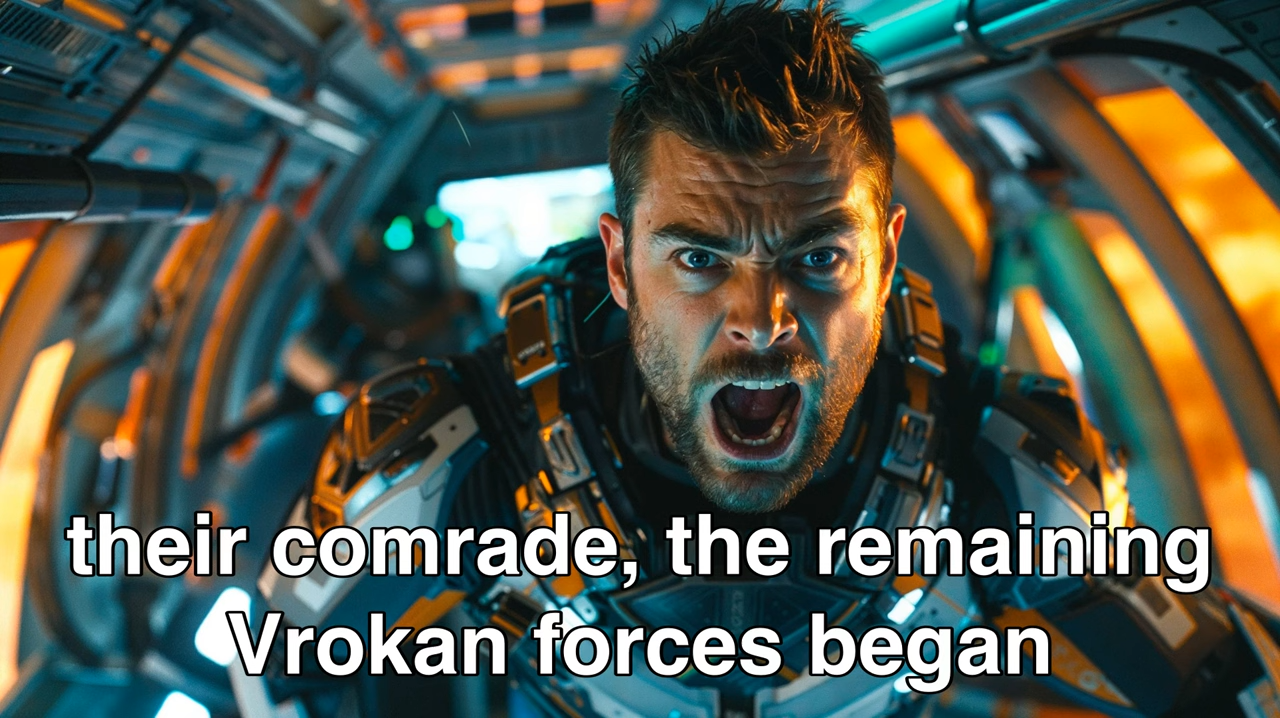 their comrade, the remaining
Vrokan forces began